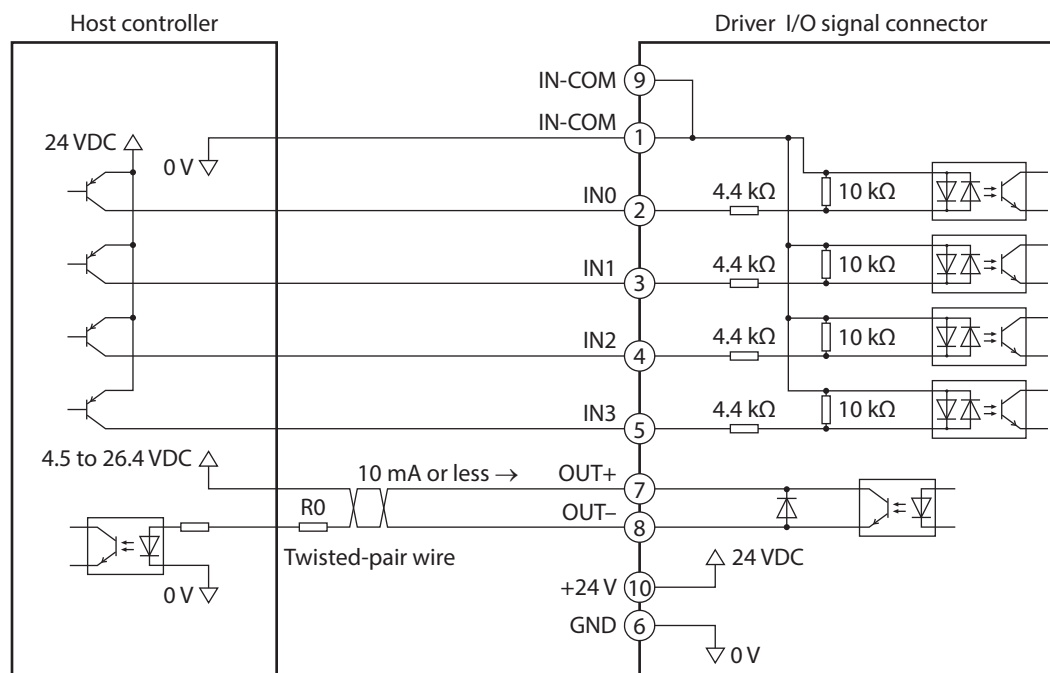 Host controller
Driver I/O signal connector
IN-COM
9
IN-COM
1
24 VDC
0 V
IN0
2
4.4 kΩ
10 kΩ
IN1
3
4.4 kΩ
10 kΩ
IN2
4
4.4 kΩ
10 kΩ
IN3
5
4.4 kΩ
10 kΩ
4.5 to 26.4 VDC
10 mA or less →
OUT+
7
R0
OUT–
8
Twisted-pair wire
0 V
24 VDC
+24 V
10
GND
6
0 V